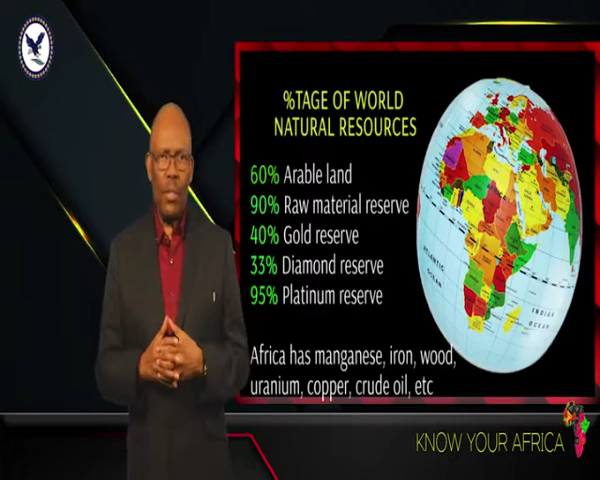 %TAGE OF WORLD
NATURAL RESOURCES
60% Arable land
90% Raw material reserve
40% Gold reserve
33% Diamond reserve
95% Platinum reserve
Africa has manganese, iron, wood,
uranium, copper, crude oil, etc
ATLANTIC
OCEAN
INDIAN
OCEAN
KNOW YOUR AFRICA